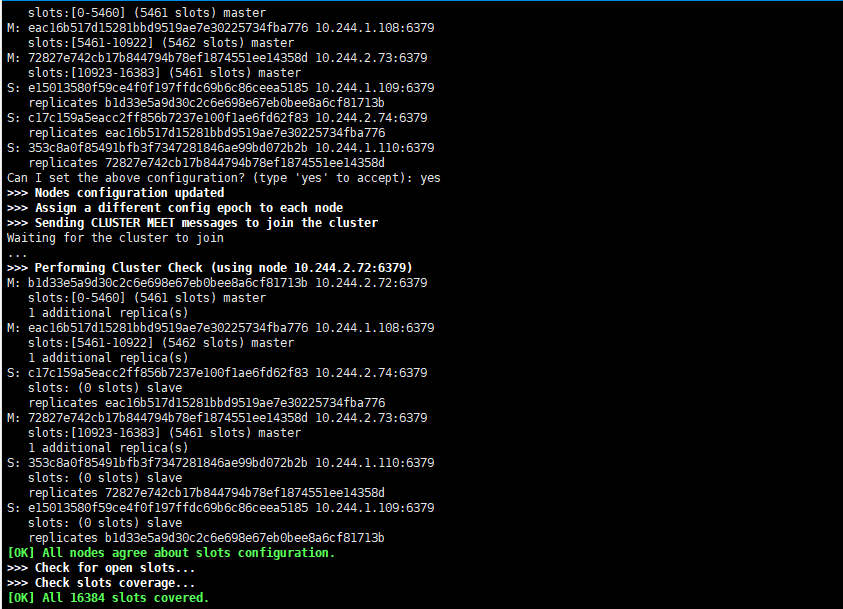 slots:[0-5460] (5461 slots) master
M: eac16b517d15281bbd9519ae7e30225734fba776 10.244.1.108:6379
slots:[5461-10922] (5462 slots) master
M: 72827e742cb17b844794b78ef1874551ee14358d 10.244.2.73:6379
slots:[10923-16383] (5461 slots) master
S: e15013580f59ce4f0f197ffdc69b6c86ceea5185 10.244.1.109:6379
replicates b1d33e5a9d30c2c6e698e67eb0bee8a6cf81713b
S: c17c159a5eacc2ff856b7237e100f1ae6fd62f83 10.244.2.74:6379
replicates eac16b517d15281bbd9519ae7e30225734fba776
S: 353c8a0f85491bfb3f7347281846ae99bd072b2b 10.244.1.110:6379
replicates 72827e742cb17b844794b78ef1874551ee14358d
Can I set the above configuration? (type 'yes' to accept): yes
>>> Nodes configuration updated
>>> Assign a different config epoch to each node
>>> Sending CLUSTER MEET messages to join the cluster
Waiting for the cluster to join
...
>>> Performing Cluster Check (using node 10.244.2.72:6379)
M: b1d33e5a9d30c2c6e698e67eb0bee8a6cf81713b 10.244.2.72:6379
slots:[0-5460] (5461 slots) master
1 additional replica(s)
M: eac16b517d15281bbd9519ae7e30225734fba776 10.244.1.108:6379
slots:[5461-10922] (5462 slots) master
1 additional replica(s)
S: c17c159a5eacc2ff856b7237e100f1ae6fd62f83 10.244.2.74:6379
slots: (0 slots) slave
replicates eac16b517d15281bbd9519ae7e30225734fba776
M: 72827e742cb17b844794b78ef1874551ee14358d 10.244.2.73:6379
slots:[10923-16383] (5461 slots) master
1 additional replica(s)
S: 353c8a0f85491bfb3f7347281846ae99bd072b2b 10.244.1.110:6379
slots: (0 slots) slave
replicates 72827e742cb17b844794b78ef1874551ee14358d
S: e15013580f59ce4f0f197ffdc69b6c86ceea5185 10.244.1.109:6379
slots: (0 slots) slave
replicates b1d33e5a9d30c2c6e698e67eb0bee8a6cf81713b
[OK] All nodes agree about slots configuration.
>>> Check for open slots...
>>> Check slots coverage...
[OK] All 16384 slots covered.